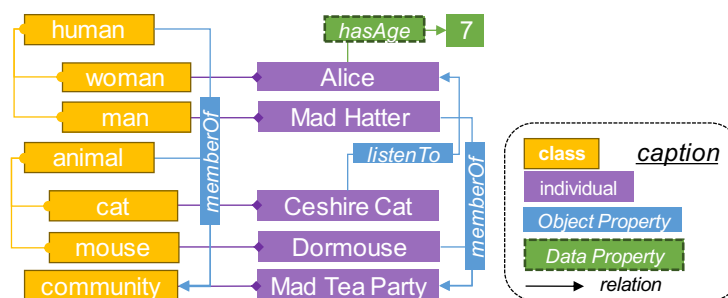 hasAge
7
human
woman
Alice
man
Mad Hatter
memberOf
animal
listenTo
memberOf
cat
Ceshire Cat
mouse
Dormouse
community
Mad Tea Party
caption
class
individual
Object Property
Data Property
relation